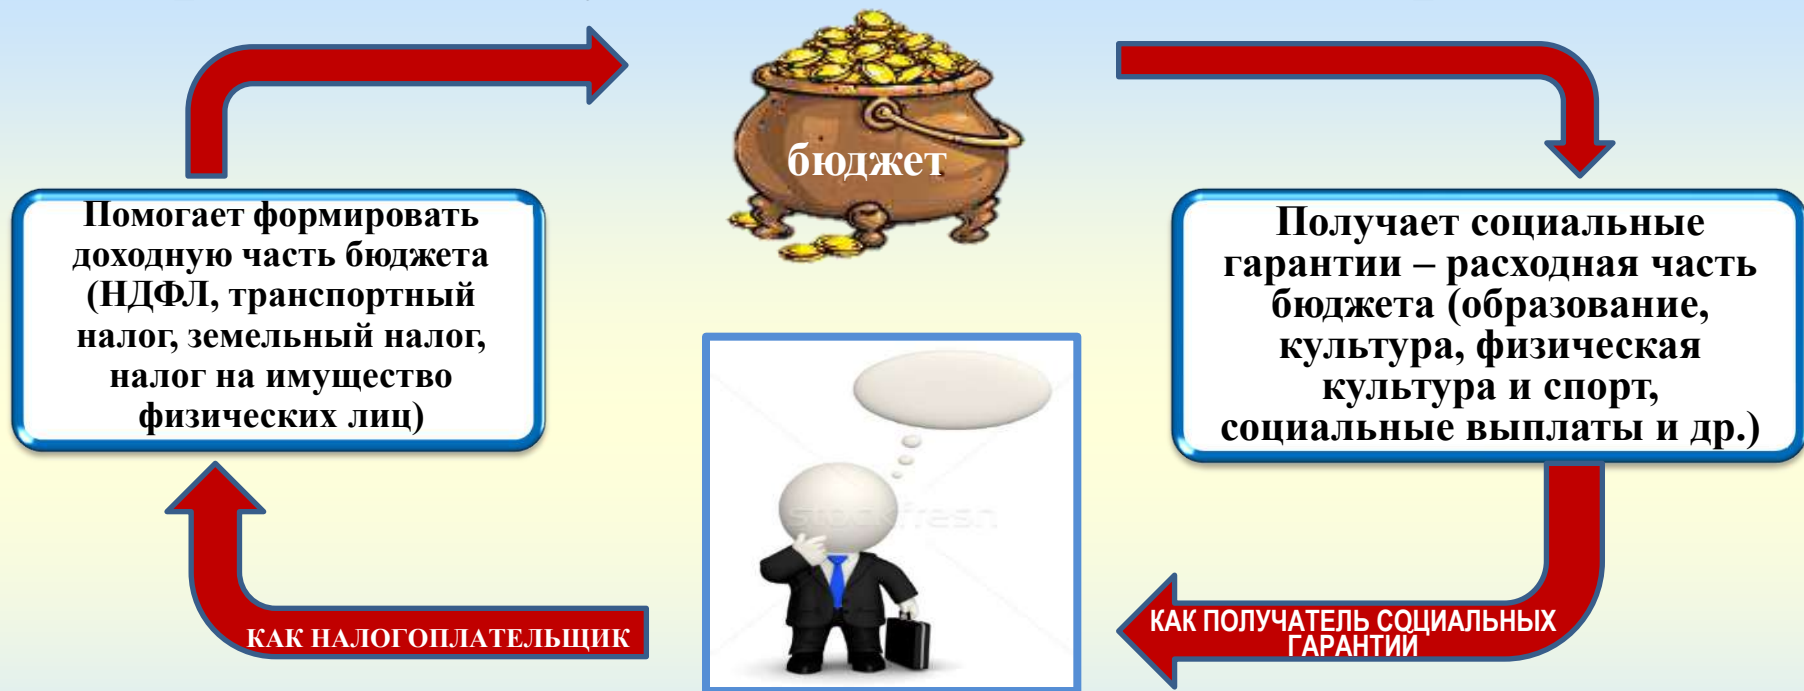 бюджет
Помогает формировать
доходную часть бюджета
(НДФЛ, транспортный
налог, земельный налог,
налог на имущество
физических лиц)
Получает социальные
гарантии – расходная часть
бюджета (образование,
культура, физическая
культура и спорт,
социальные выплаты и др.)
stockfresh
КАК НАЛОГОПЛАТЕЛЬЩИК
КАК ПОЛУЧАТЕЛЬ СОЦИАЛЬНЫХ
ГАРАНТИЙ